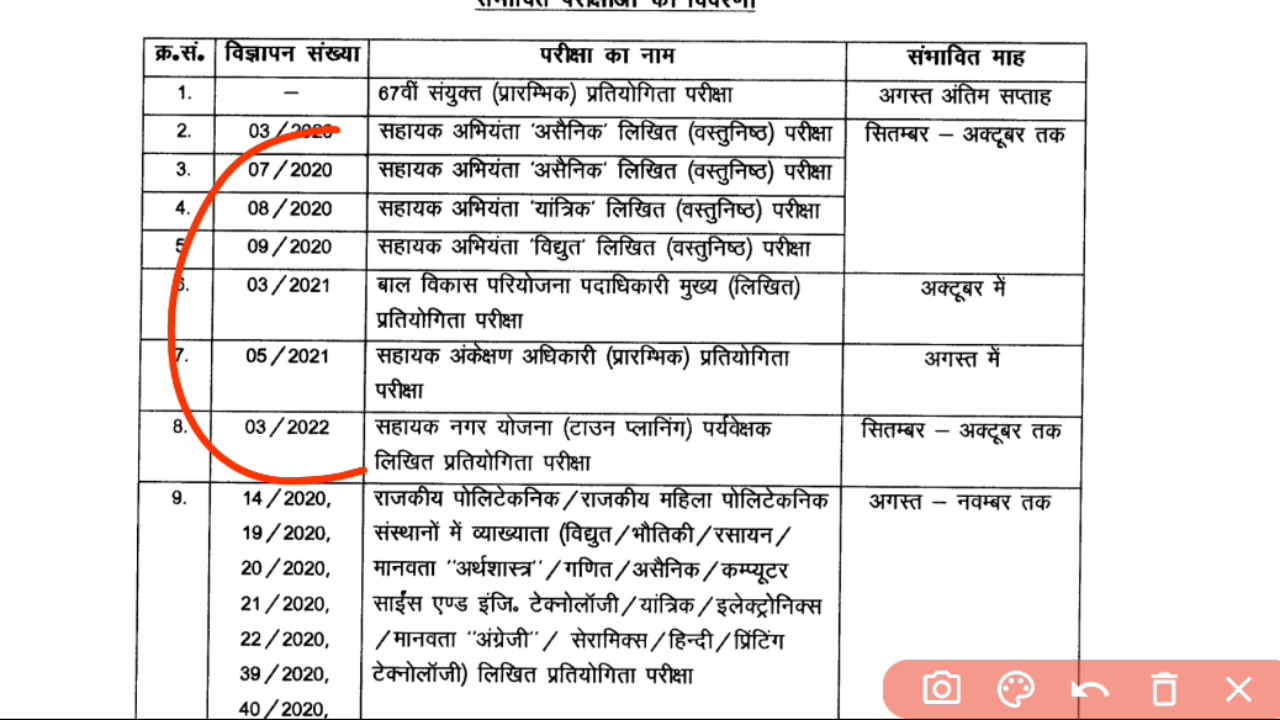 संभावित परीक्षाओं का विवरणी
क्र.सं. विज्ञापन संख्या परीक्षा का नाम संभावित माह
1. – 67वीं संयुक्त (प्रारम्भिक) प्रतियोगिता परीक्षा अगस्त अंतिम सप्ताह
2. 03/2020 सहायक अभियंता 'असैनिक' लिखित (वस्तुनिष्ठ) परीक्षा सितम्बर – अक्टूबर तक
3. 07/2020 सहायक अभियंता 'असैनिक' लिखित (वस्तुनिष्ठ) परीक्षा
4. 08/2020 सहायक अभियंता 'यांत्रिक' लिखित (वस्तुनिष्ठ) परीक्षा
5 09/2020 सहायक अभियंता 'विद्युत' लिखित (वस्तुनिष्ठ) परीक्षा
6. 03/2021 बाल विकास परियोजना पदाधिकारी मुख्य (लिखित) अक्टूबर में
प्रतियोगिता परीक्षा
7. 05/2021 सहायक अंकेक्षण अधिकारी (प्रारम्भिक) प्रतियोगिता अगस्त में
परीक्षा
8. 03/2022 सहायक नगर योजना (टाउन प्लानिंग) पर्यवेक्षक सितम्बर – अक्टूबर तक
लिखित प्रतियोगिता परीक्षा
9. 14/2020, राजकीय पोलिटेकनिक/राजकीय महिला पोलिटेकनिक अगस्त – नवम्बर तक
19/2020, संस्थानों में व्याख्याता (विद्युत/भौतिकी/रसायन/
20/2020, मानवता "अर्थशास्त्र"/गणित/असैनिक/कम्प्यूटर
21/2020, साईंस एण्ड इंजि. टेक्नोलॉजी/यांत्रिक/इलेक्ट्रोनिक्स
22/2020, /मानवता "अंग्रेजी"/ सेरामिक्स/हिन्दी/प्रिंटिंग
39/2020, टेक्नोलॉजी) लिखित प्रतियोगिता परीक्षा
40/2020,